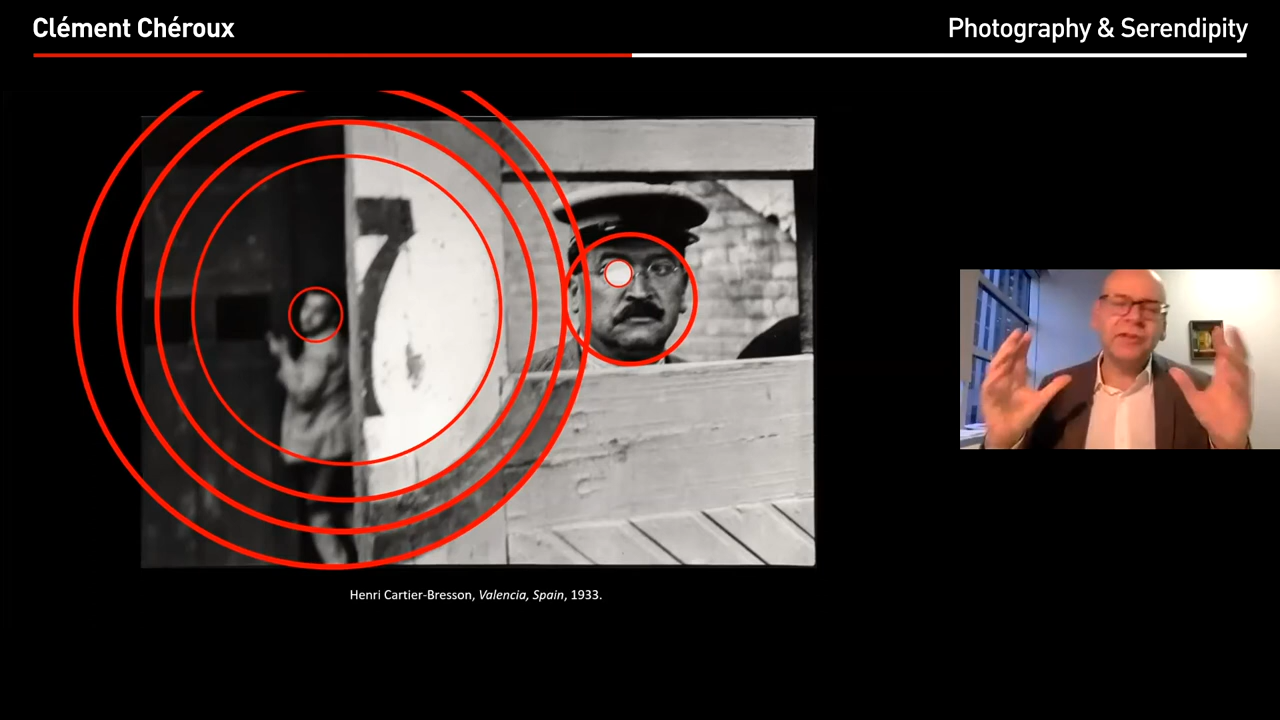 Clément Chéroux
Photography & Serendipity
7
Henri Cartier-Bresson, Valencia, Spain, 1933.